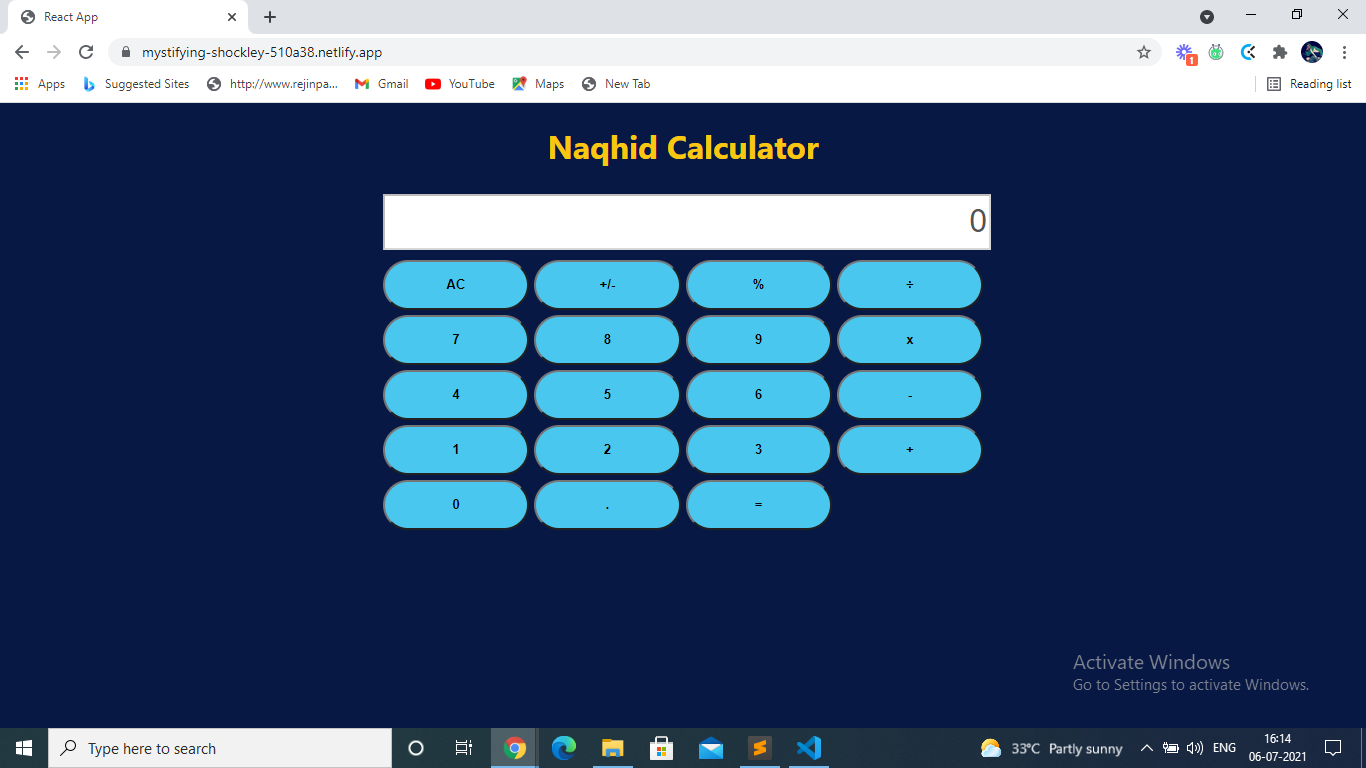 React App
mystifying-shockley-510a38.netlify.app
1
Apps Suggested Sites http://www.rejinpa... Gmail YouTube Maps New Tab Reading list
Naqhid Calculator
0
AC +/- % ÷
7 8 9 x
4 5 6 -
1 2 3 +
0 . =
Activate Windows
Go to Settings to activate Windows.
Type here to search 33°C Partly sunny ENG 16:14
06-07-2021